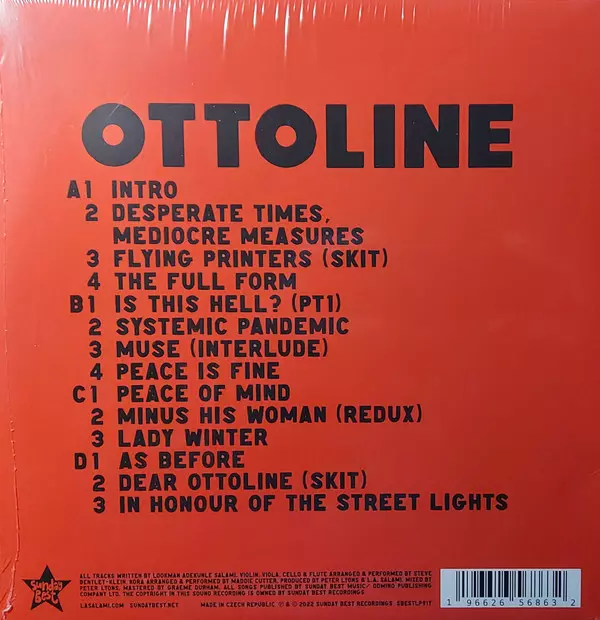 OTTOLINE
A1 INTRO
2 DESPERATE TIMES,
MEDIOCRE MEASURES
3 FLYING PRINTERS (SKIT)
4 THE FULL FORM
B1 IS THIS HELL? (PT1)
2 SYSTEMIC PANDEMIC
3 MUSE (INTERLUDE)
4 PEACE IS FINE
C1 PEACE OF MIND
2 MINUS HIS WOMAN (REDUX)
3 LADY WINTER
D1 AS BEFORE
2 DEAR OTTOLINE (SKIT)
3 IN HONOUR OF THE STREET LIGHTS
Sunday Best
ALL TRACKS WRITTEN BY LOOKMAN ADEKUNLE SALAMI, VIOLIN, VIOLA, CELLO & FLUTE ARRANGED & PERFORMED BY STEVE
BENTLEY-KLEIN. KORA ARRANGED & PERFORMED BY MADDIE CUTTER, PRODUCED BY PETER LYONS & L.A. SALAMI, MIXED BY
PETER LYONS, MASTERED BY GRAEME DURHAM. ALL SONGS PUBLISHED BY SUNDAY BEST MUSIC/ DOMINO PUBLISHING
COMPANY LTD. THE COPYRIGHT IN THIS SOUND RECORDING IS OWNED BY SUNDAY BEST RECORDINGS
LASALAMI.COM SUNDAYBEST.NET MADE IN CZECH REPUBLIC ℗ & © 2022 SUNDAY BEST RECORDINGS. SBESTLP91T
1 96626 56863 2